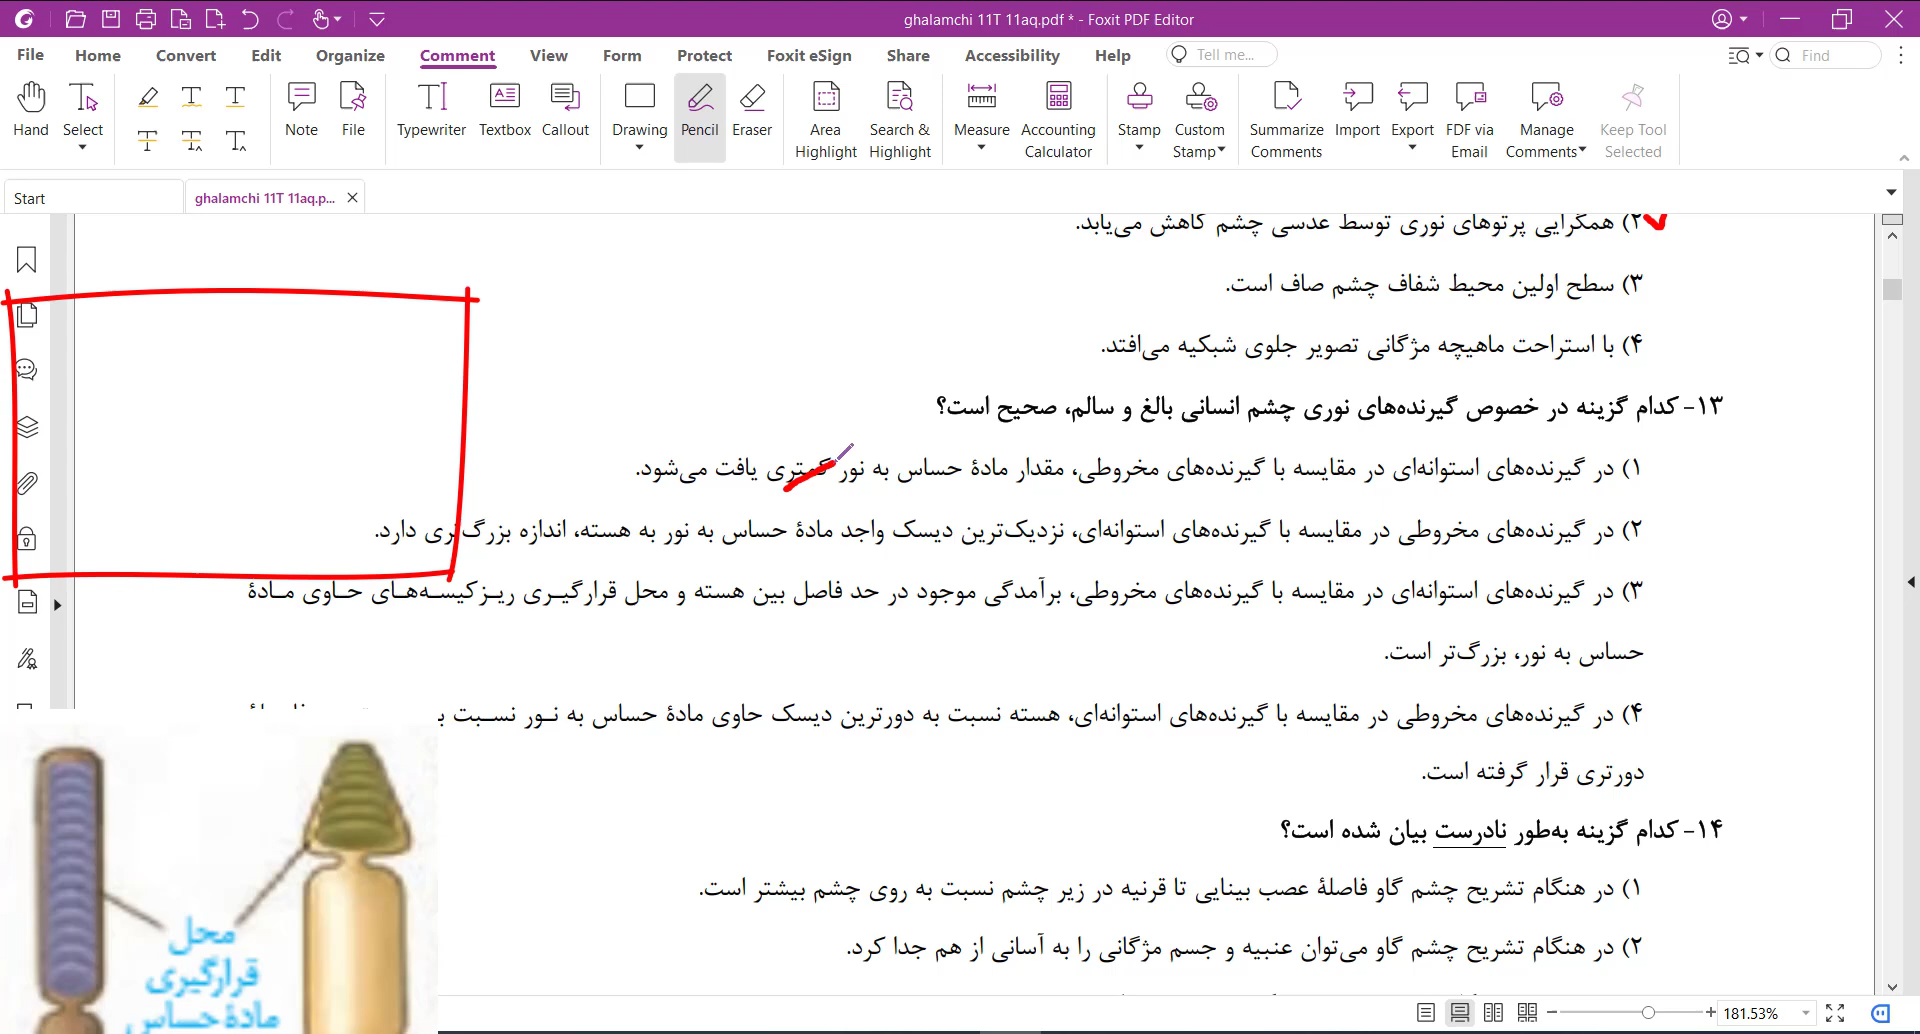 ghalamchi 11T 11aq.pdf * - Foxit PDF Editor
File Home Convert Edit Organize Comment View Form Protect Foxit eSign Share Accessibility Help Tell me... Find
Hand Select Note File Typewriter Textbox Callout Drawing Pencil Eraser Area Highlight Search & Highlight Measure Accounting Calculator Stamp Custom Stamp Summarize Comments Import Export FDF via Email Manage Comments Keep Tool Selected
Start ghalamchi 11T 11aq.p...
۲) همگرایی پرتوهای نوری توسط عدسی چشم کاهش می‌یابد.
۳) سطح اولین محیط شفاف چشم صاف است.
۴) با استراحت ماهیچه مژگانی تصویر جلوی شبکیه می‌افتد.
۱۳- کدام گزینه در خصوص گیرنده‌های نوری چشم انسانی بالغ و سالم، صحیح است؟
۱) در گیرنده‌های استوانه‌ای در مقایسه با گیرنده‌های مخروطی، مقدار مادهٔ حساس به نور کمتری یافت می‌شود.
۲) در گیرنده‌های مخروطی در مقایسه با گیرنده‌های استوانه‌ای، نزدیک‌ترین دیسک واجد مادهٔ حساس به نور به هسته، اندازه بزرگ‌تری دارد.
۳) در گیرنده‌های استوانه‌ای در مقایسه با گیرنده‌های مخروطی، برآمدگی موجود در حد فاصل بین هسته و محل قرارگیـری ریـزکیسـه‌هـای حـاوی مـادهٔ
حساس به نور، بزرگ‌تر است.
۴) در گیرنده‌های مخروطی در مقایسه با گیرنده‌های استوانه‌ای، هسته نسبت به دورترین دیسک حاوی مادهٔ حساس به نـور نسـبت
دورتری قرار گرفته است.
۱۴- کدام گزینه به‌طور نادرست بیان شده است؟
۱) در هنگام تشریح چشم گاو فاصلهٔ عصب بینایی تا قرنیه در زیر چشم نسبت به روی چشم بیشتر است.
۲) در هنگام تشریح چشم گاو می‌توان عنبیه و جسم مژگانی را به آسانی از هم جدا کرد.
محل
قرارگیری
مادهٔ حساس
181.53%